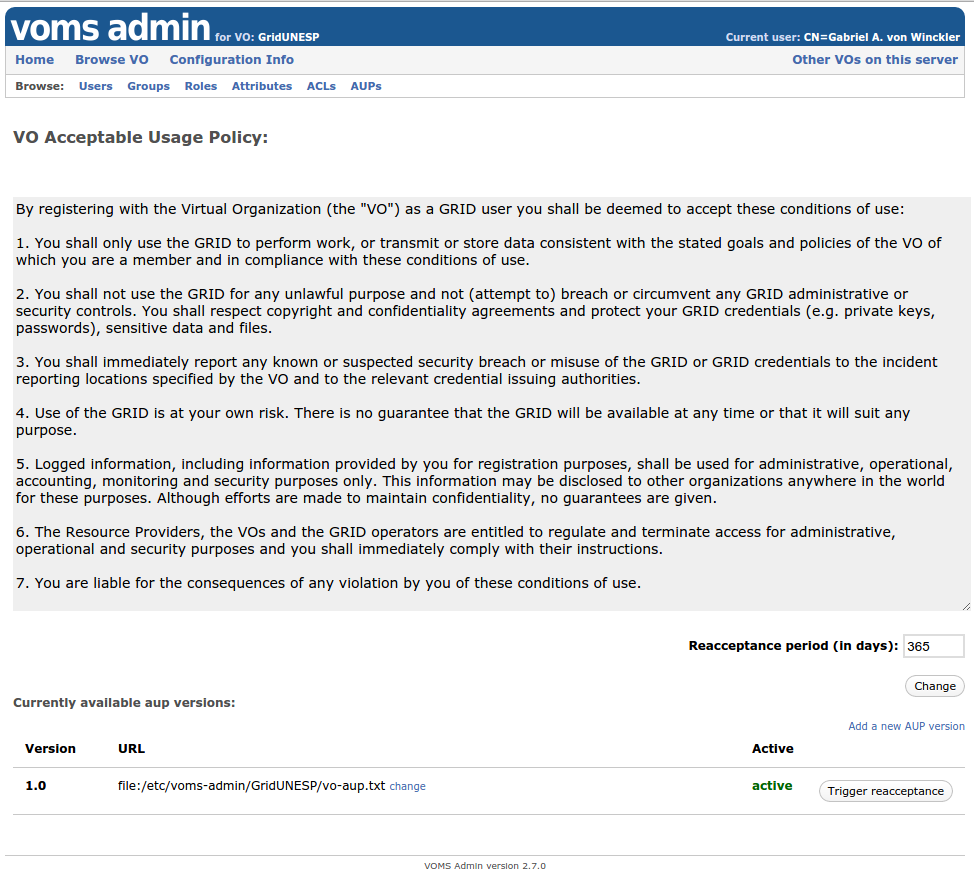 voms admin for VO: GridUNESP
Current user: CN=Gabriel A. von Winckler
Home Browse VO Configuration Info Other VOs on this server
Browse: Users Groups Roles Attributes ACLs AUPs
VO Acceptable Usage Policy:
By registering with the Virtual Organization (the "VO") as a GRID user you shall be deemed to accept these conditions of use:
1. You shall only use the GRID to perform work, or transmit or store data consistent with the stated goals and policies of the VO of
which you are a member and in compliance with these conditions of use.
2. You shall not use the GRID for any unlawful purpose and not (attempt to) breach or circumvent any GRID administrative or
security controls. You shall respect copyright and confidentiality agreements and protect your GRID credentials (e.g. private keys,
passwords), sensitive data and files.
3. You shall immediately report any known or suspected security breach or misuse of the GRID or GRID credentials to the incident
reporting locations specified by the VO and to the relevant credential issuing authorities.
4. Use of the GRID is at your own risk. There is no guarantee that the GRID will be available at any time or that it will suit any
purpose.
5. Logged information, including information provided by you for registration purposes, shall be used for administrative, operational,
accounting, monitoring and security purposes only. This information may be disclosed to other organizations anywhere in the world
for these purposes. Although efforts are made to maintain confidentiality, no guarantees are given.
6. The Resource Providers, the VOs and the GRID operators are entitled to regulate and terminate access for administrative,
operational and security purposes and you shall immediately comply with their instructions.
7. You are liable for the consequences of any violation by you of these conditions of use.
Reacceptance period (in days): 365
Change
Currently available aup versions:
Add a new AUP version
Version URL Active
1.0 file:/etc/voms-admin/GridUNESP/vo-aup.txt change active Trigger reacceptance
VOMS Admin version 2.7.0